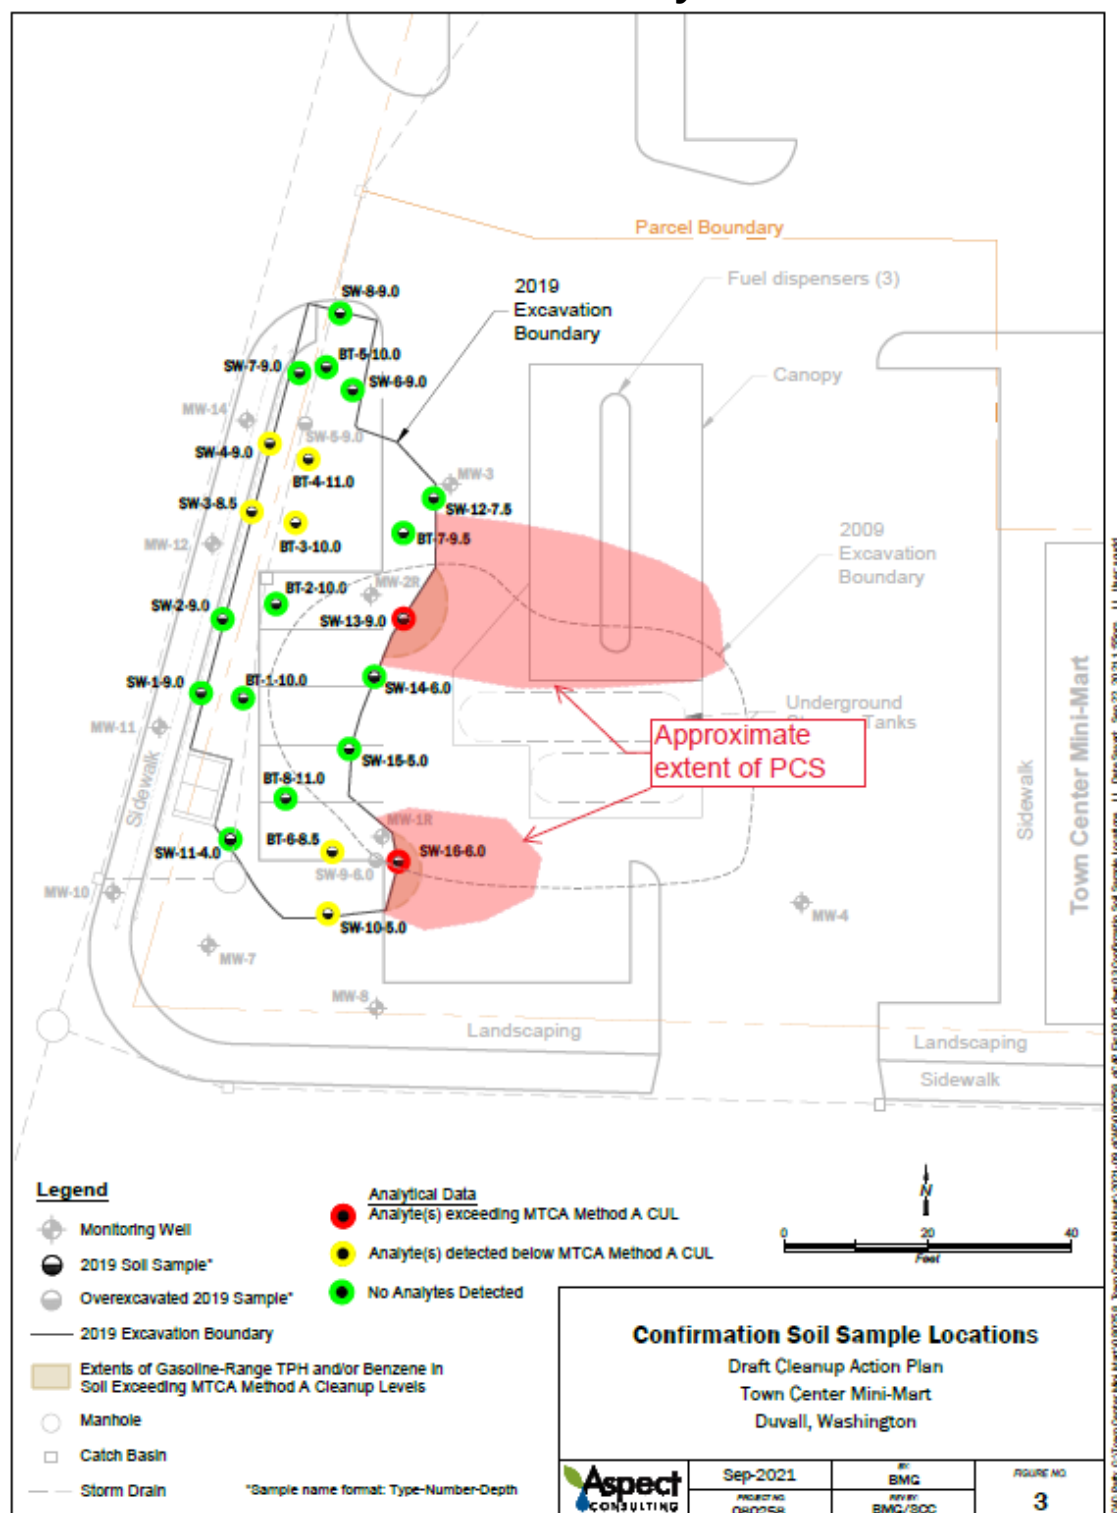 Parcel Boundary
Fuel dispensers (3)
SW-8-9.0
2019
Excavation
Boundary
BT-5-10.0
SW-7-9.0
SW-6-9.0
Canopy
MW-14
SW-5-9.0
SW-4-9.0
BT-4-11.0
MW-3
SW-3-8.5
SW-12-7.5
BT-3-10.0
BT-7-9.5
MW-12
2009
Excavation
Boundary
BT-2-10.0
MW-2R
SW-2-9.0
SW-13-9.0
SW-1-9.0
BT-1-10.0
SW-14-6.0
MW-11
Underground
Tanks
Approximate
extent of PCS
Sidewalk
SW-15-5.0
BT-8-11.0
Sidewalk
Town Center Mini-Mart
MW-1R
BT-6-8.5
SW-11-4.0
SW-16-6.0
SW-9-6.0
MW-10
SW-10-5.0
MW-4
MW-7
MW-8
Landscaping
Landscaping
Sidewalk
Legend
Monitoring Well
2019 Soil Sample*
Overexcavated 2019 Sample*
2019 Excavation Boundary
Extents of Gasoline-Range TPH and/or Benzene in
Soil Exceeding MTCA Method A Cleanup Levels
Manhole
Catch Basin
Storm Drain
*Sample name format: Type-Number-Depth
Analytical Data
Analyte(s) exceeding MTCA Method A CUL
Analyte(s) detected below MTCA Method A CUL
No Analytes Detected
N
0 20 40
Feet
Confirmation Soil Sample Locations
Draft Cleanup Action Plan
Town Center Mini-Mart
Duvall, Washington
Aspect
CONSULTING
Sep-2021
PROJECT NO.
080258
BY:
BMG
REV BY:
BMG/SCC
FIGURE NO.
3